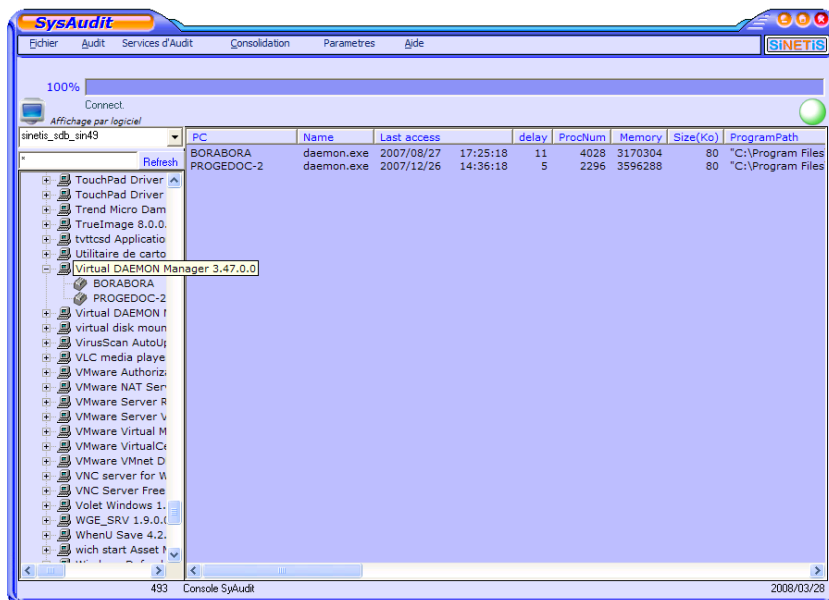 SysAudit
Fichier Audit Services d'Audit Consolidation Parametres Aide
SiNETiS
100%
Connect.
Affichage par logiciel
sinetis_sdb_sin49
* Refresh
PC Name Last access delay ProcNum Memory Size(Ko) ProgramPath
BORABORA daemon.exe 2007/08/27 17:25:18 11 4028 3170304 80 "C:\Program Files
PROGEDOC-2 daemon.exe 2007/12/26 14:36:18 5 2296 3596288 80 "C:\Program Files
TouchPad Driver
TouchPad Driver
Trend Micro Dam
TrueImage 8.0.0.
tvttcsd Applicatio
Utilitaire de carto
Virtual DAEMON Manager 3.47.0.0
BORABORA
PROGEDOC-2
Virtual DAEMON M
virtual disk moun
VirusScan AutoUp
VLC media playe
VMware Authoriza
VMware NAT Serv
VMware Server R
VMware Server V
VMware Virtual M
VMware VirtualCe
VMware VMnet D
VNC server for W
VNC Server Free
Volet Windows 1.
WGE_SRV 1.9.0.0
WhenU Save 4.2.
wich start Asset M
493 Console SyAudit 2008/03/28